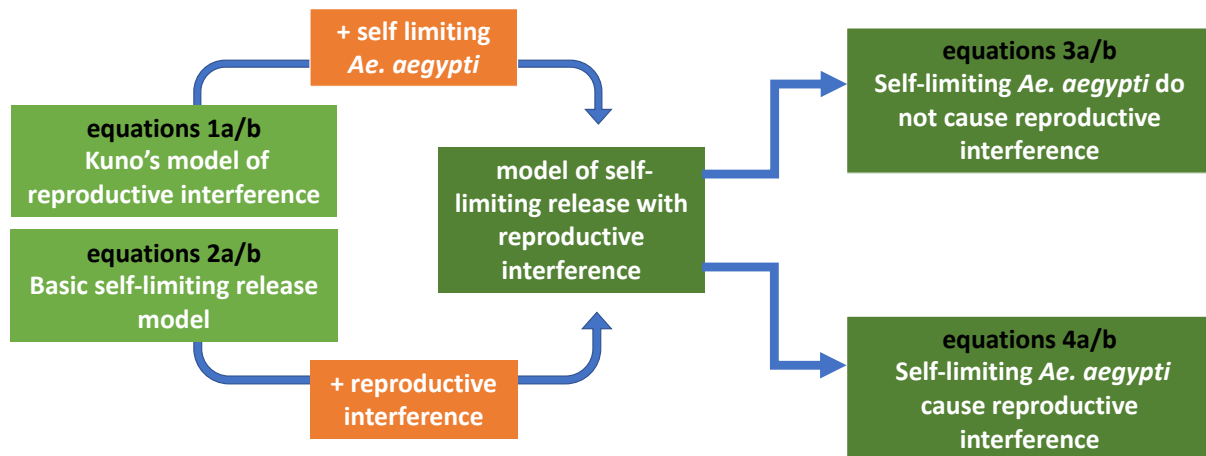 + self limiting
Ae. aegypti
equations 1a/b
Kuno's model of
reproductive interference
equations 2a/b
Basic self-limiting release
model
+ reproductive
interference
model of self-
limiting release with
reproductive
interference
equations 3a/b
Self-limiting Ae. aegypti do
not cause reproductive
interference
equations 4a/b
Self-limiting Ae. aegypti
cause reproductive
interference